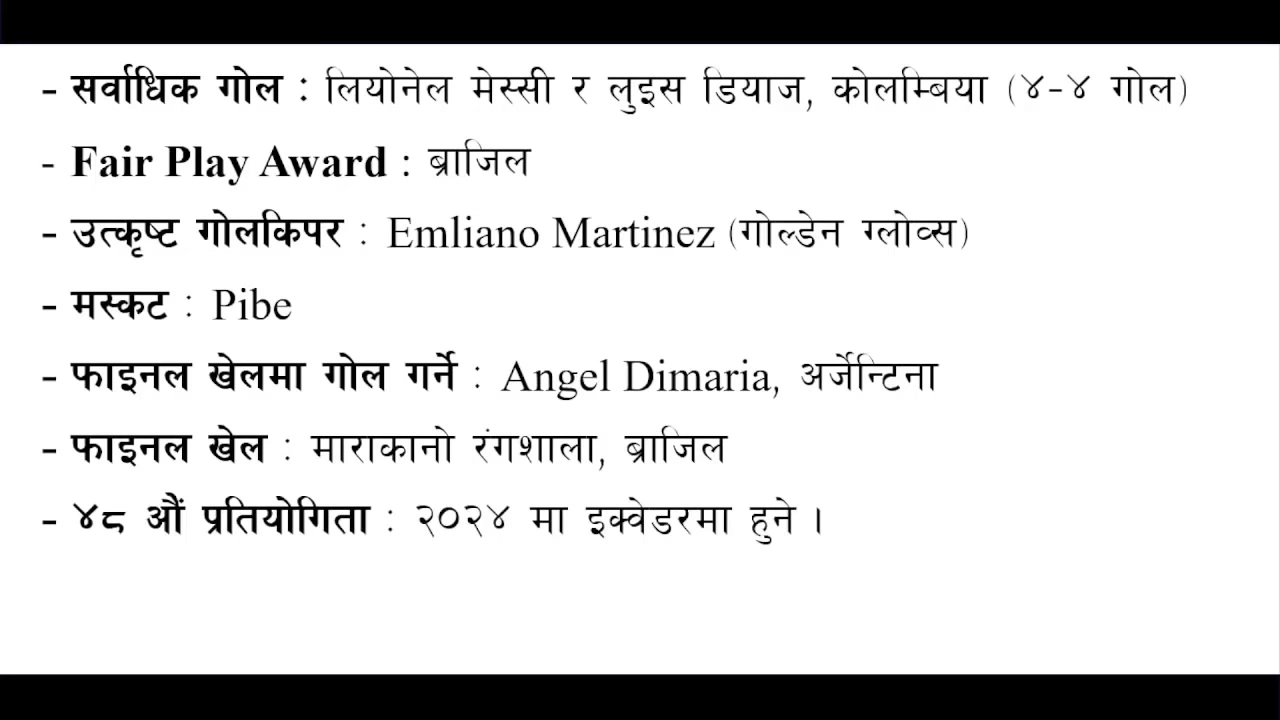 - सर्वाधिक गोल : लियोनेल मेस्सी र लुइस डियाज, कोलम्बिया (४-४ गोल)
- Fair Play Award : ब्राजिल
- उत्कृष्ट गोलकिपर : Emliano Martinez (गोल्डेन ग्लोव्स)
- मस्कट : Pibe
- फाइनल खेलमा गोल गर्ने : Angel Dimaria, अर्जेन्टिना
- फाइनल खेल : माराकानो रंगशाला, ब्राजिल
- ४८ औं प्रतियोगिता : २०२४ मा इक्वेडरमा हुने ।